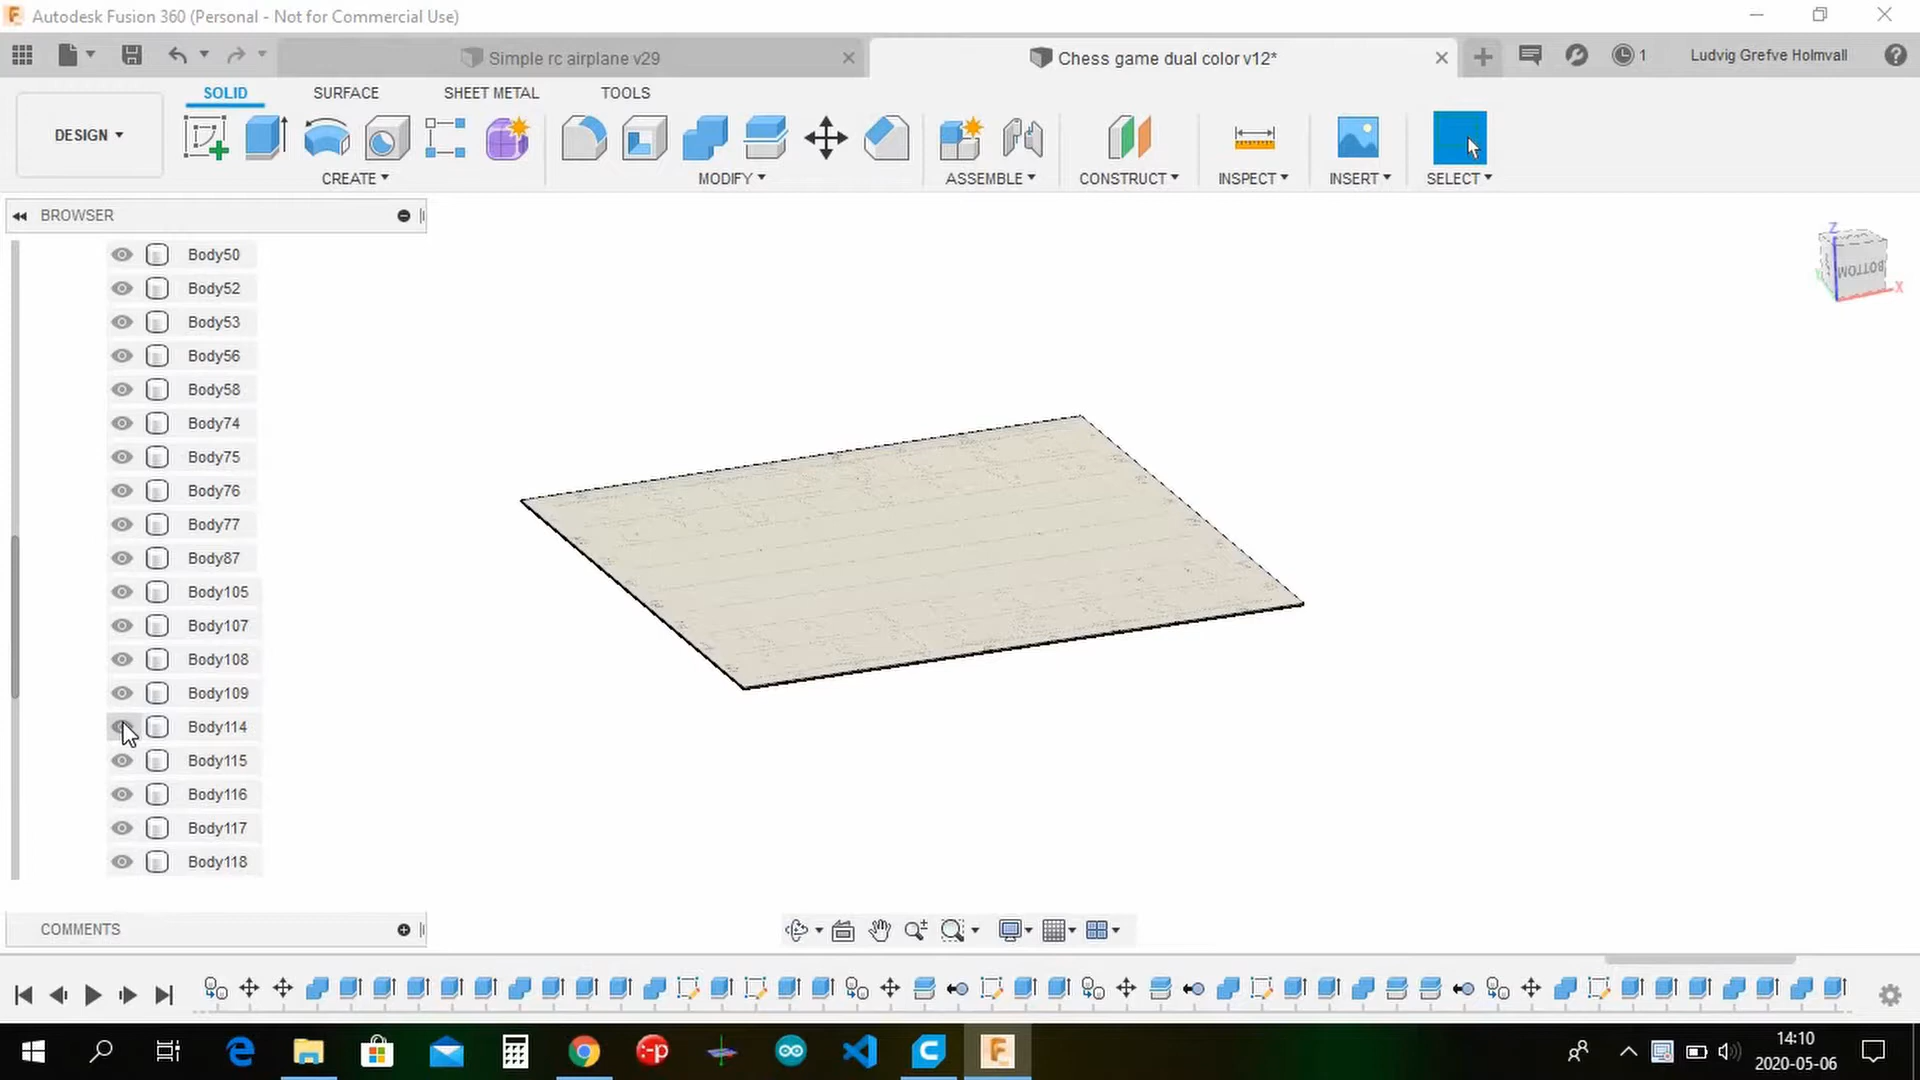 Autodesk Fusion 360 (Personal - Not for Commercial Use)
Simple rc airplane v29
Chess game dual color v12*
1
Ludvig Grefve Holmvall
DESIGN
SOLID
SURFACE
SHEET METAL
TOOLS
CREATE
MODIFY
ASSEMBLE
CONSTRUCT
INSPECT
INSERT
SELECT
BROWSER
Body50
Body52
Body53
Body56
Body58
Body74
Body75
Body76
Body77
Body87
Body105
Body107
Body108
Body109
Body114
Body115
Body116
Body117
Body118
Z
BOTTOM
X
COMMENTS
14:10
2020-05-06